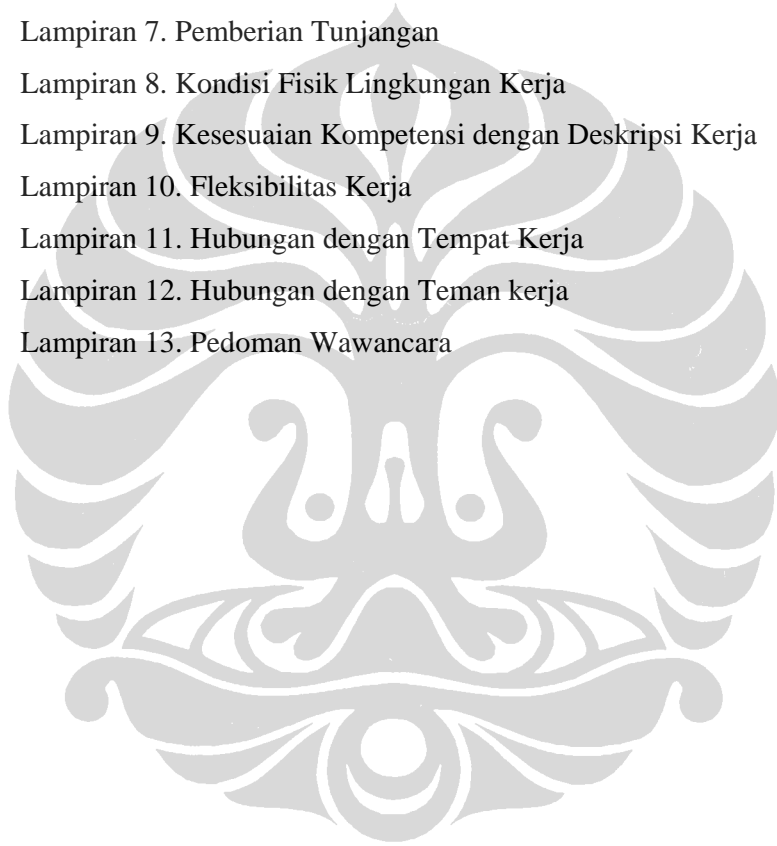 Lampiran 7. Pemberian Tunjangan
Lampiran 8. Kondisi Fisik Lingkungan Kerja
Lampiran 9. Kesesuaian Kompetensi dengan Deskripsi Kerja
Lampiran 10. Fleksibilitas Kerja
Lampiran 11. Hubungan dengan Tempat Kerja
Lampiran 12. Hubungan dengan Teman kerja
Lampiran 13. Pedoman Wawancara